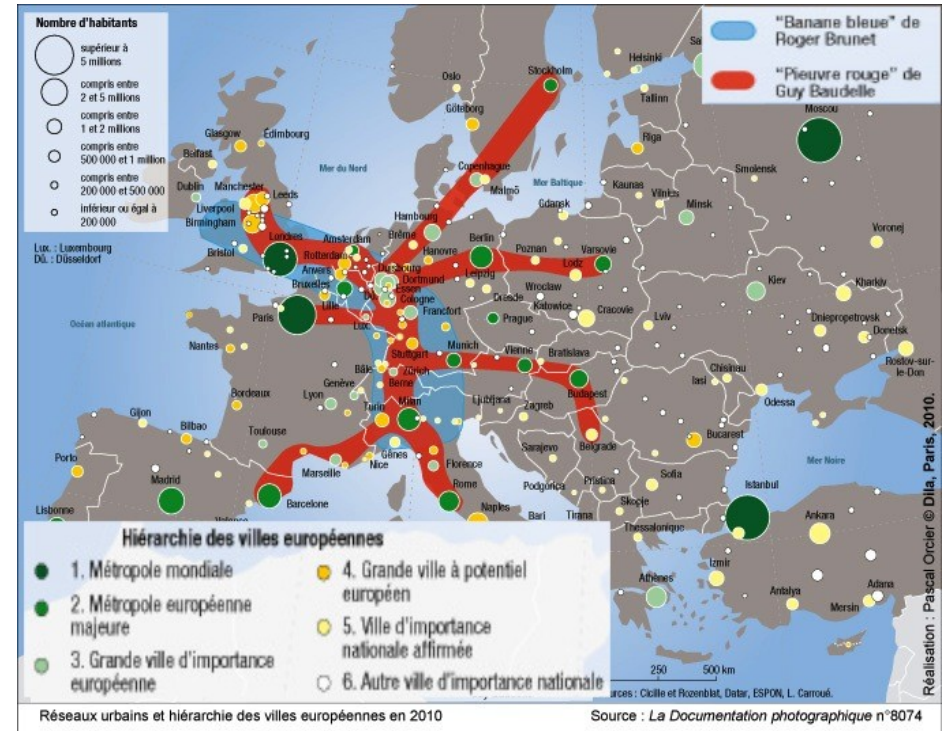 Nombre d'habitants
supérieur à
5 millions
compris entre
2 et 5 millions
compris entre
1 et 2 millions
compris entre
500 000 et 1 million
compris entre
200 000 et 500 000
inférieur ou égal à
200 000
Lux. : Luxembourg
Dü. : Düsseldorf
"Banane bleue" de
Roger Brunet
"Pieuvre rouge" de
Guy Baudelle
Oslo
Stockholm
Helsinki
Tallinn
Göteborg
Moscou
Glasgow
Édimbourg
Riga
Belfast
Mer du Nord
Copenhague
Malmö
Mer Baltique
Smolensk
Dublin
Manchester
Leeds
Kaunas
Vilnius
Liverpool
Gdansk
Minsk
Birmingham
Hambourg
Brême
Voronej
Bristol
Londres
Amsterdam
Hanovre
Berlin
Poznan
Varsovie
Rotterdam
Duisbourg
Lodz
Anvers
Dortmund
Leipzig
Bruxelles
Essen
Wroclaw
Kiev
Kharkiv
Lille
Cologne
Dresde
Katowice
Paris
Francfort
Prague
Cracovie
Lviv
Dniepropetrovsk
Océan atlantique
Lux.
Donetsk
Nantes
Stuttgart
Munich
Vienne
Bratislava
Rostov-sur-
le-Don
Bâle
Zürich
Chisinau
Genève
Berne
Budapest
Iasi
Odessa
Lyon
Ljubljana
Bordeaux
Turin
Milan
Zagreb
Gijon
Bilbao
Toulouse
Gênes
Belgrade
Bucarest
Marseille
Nice
Florence
Sarajevo
Mer Noire
Porto
Madrid
Barcelone
Rome
Podgorica
Pristina
Sofia
Istanbul
Lisbonne
Naples
Bari
Tirana
Skopje
Ankara
Thessalonique
Izmir
Athènes
Adana
Antalya
Mersin
Hiérarchie des villes européennes
1. Métropole mondiale
2. Métropole européenne
majeure
3. Grande ville d'importance
européenne
4. Grande ville à potentiel
européen
5. Ville d'importance
nationale affirmée
6. Autre ville d'importance nationale
250
500 km
urces : Cicille et Rozenblat, Datar, ESPON, L. Carroué.
Réalisation : Pascal Orcier © Dila, Paris, 2010.
Réseaux urbains et hiérarchie des villes européennes en 2010
Source : La Documentation photographique n°8074